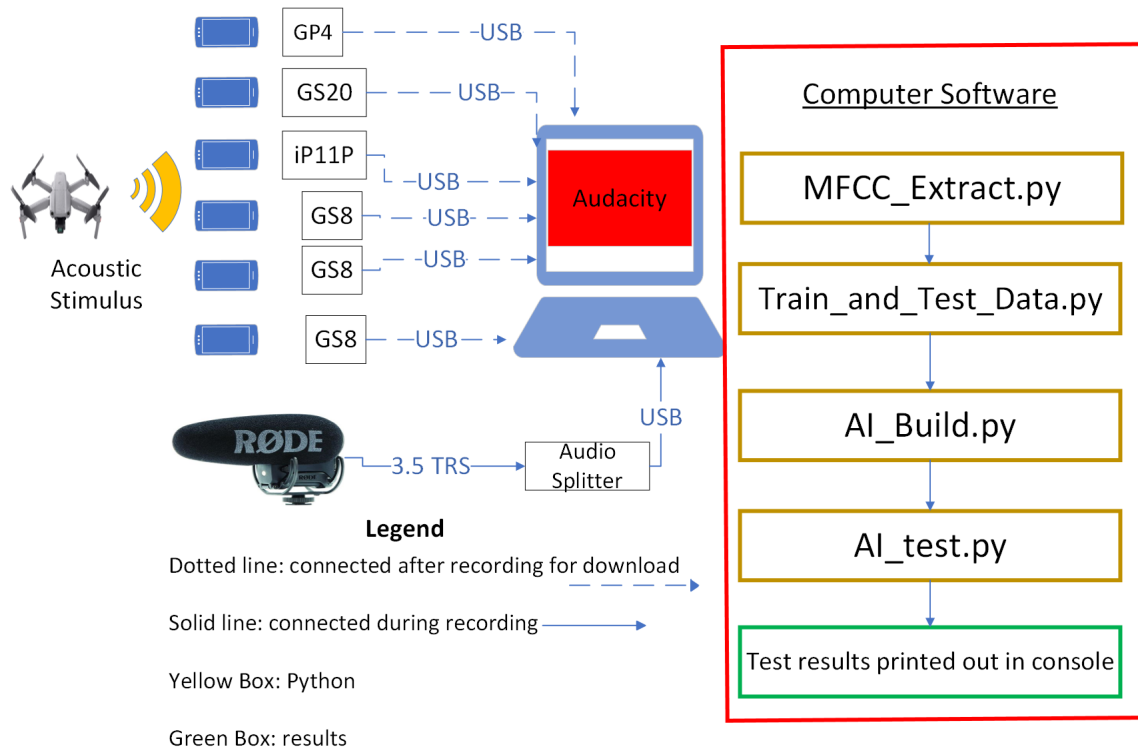 GP4
USB
GS20
USB
iP11P
USB
GS8
USB
GS8
USB
GS8
USB
Audacity
Acoustic
Stimulus
RØDE
3.5 TRS
Audio
Splitter
USB
Legend
Dotted line: connected after recording for download
Solid line: connected during recording
Yellow Box: Python
Green Box: results
Computer Software
MFCC_Extract.py
Train_and_Test_Data.py
AI_Build.py
AI_test.py
Test results printed out in console